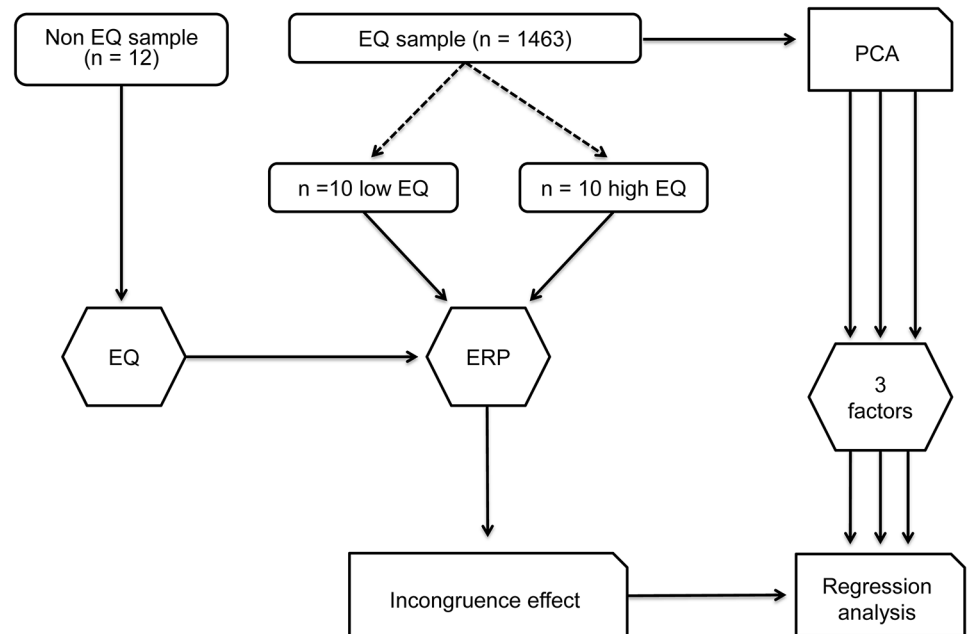 Non EQ sample
(n = 12)
EQ sample (n = 1463)
PCA
n =10 low EQ
n = 10 high EQ
EQ
ERP
3
factors
Incongruence effect
Regression
analysis